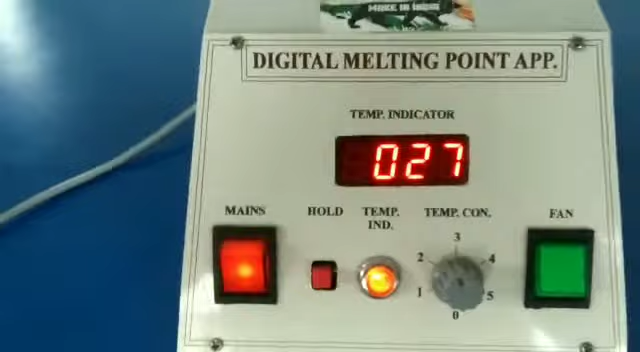 MAKE IN INDIA
DIGITAL MELTING POINT APP.
TEMP. INDICATOR
027
MAINS HOLD TEMP. IND. TEMP. CON. FAN
3
2 4
1 5
0